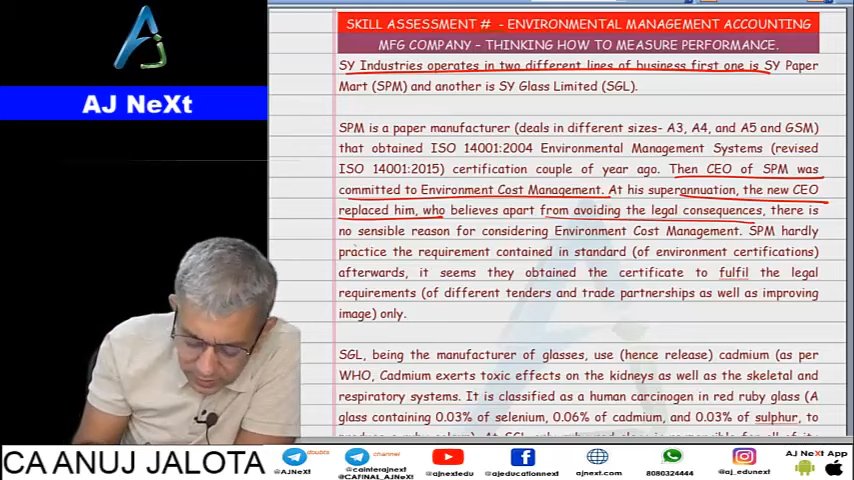 SKILL ASSESSMENT # - ENVIRONMENTAL MANAGEMENT ACCOUNTING
MFG COMPANY – THINKING HOW TO MEASURE PERFORMANCE.
SY Industries operates in two different lines of business first one is SY Paper
Mart (SPM) and another is SY Glass Limited (SGL).
SPM is a paper manufacturer (deals in different sizes- A3, A4, and A5 and GSM)
that obtained ISO 14001:2004 Environmental Management Systems (revised
ISO 14001:2015) certification couple of year ago. Then CEO of SPM was
committed to Environment Cost Management. At his superannuation, the new CEO
replaced him, who believes apart from avoiding the legal consequences, there is
no sensible reason for considering Environment Cost Management. SPM hardly
practice the requirement contained in standard (of environment certifications)
afterwards, it seems they obtained the certificate to fulfil the legal
requirements (of different tenders and trade partnerships as well as improving
image) only.
SGL, being the manufacturer of glasses, use (hence release) cadmium (as per
WHO, Cadmium exerts toxic effects on the kidneys as well as the skeletal and
respiratory systems. It is classified as a human carcinogen in red ruby glass (A
glass containing 0.03% of selenium, 0.06% of cadmium, and 0.03% of sulphur, to
AJ NeXt
CA ANUJ JALOTA
doubts
@AJNeXt
channel
@cainterajnext
@CAFINAL_AJNeXt
@ajnextedu
@ajeducationnext
ajnext.com
8080324444
@aj_edunext
AJ NeXt App